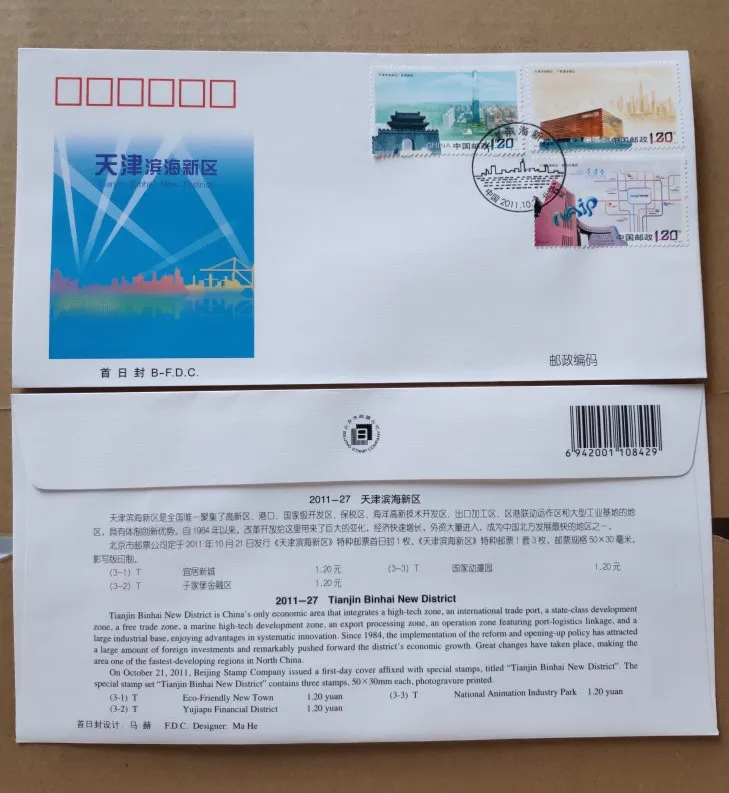 天津滨海新区
Tianjin Binhai New District
首日封 B-F.D.C.
中国邮政 1.20
CHINA 中国邮政 1.20
中国邮政 1.20
滨海新
中国 2011.10.
邮政编码
BEIJING STAMP COMPANY
6 942001 108429
2011-27 天津滨海新区
天津滨海新区是全国唯一聚集了高新区、港口、国家级开发区、保税区、海洋高新技术开发区、出口加工区、区港联动运作区和大型工业基地的地
区，具有体制创新优势。自1984年以来，改革开放给这里带来了巨大的变化，经济快速增长，外资大量进入，成为中国北方发展最快的地区之一。
北京市邮票公司定于2011年10月21日发行《天津滨海新区》特种邮票首日封1枚，《天津滨海新区》特种邮票1套3枚，邮票规格50×30毫米，
影写版印制。
(3-1) T 宜居新城 1.20元 (3-3) T 国家动漫园 1.20元
(3-2) T 于家堡金融区 1.20元
2011-27 Tianjin Binhai New District
Tianjin Binhai New District is China's only economic area that integrates a high-tech zone, an international trade port, a state-class development
zone, a free trade zone, a marine high-tech development zone, an export processing zone, an operation zone featuring port-logistics linkage, and a
large industrial base, enjoying advantages in systematic innovation. Since 1984, the implementation of the reform and opening-up policy has attracted
a large amount of foreign investments and remarkably pushed forward the district's economic growth. Great changes have taken place, making the
area one of the fastest-developing regions in North China.
On October 21, 2011, Beijing Stamp Company issued a first-day cover affixed with special stamps, titled "Tianjin Binhai New District". The
special stamp set "Tianjin Binhai New District" contains three stamps, 50×30mm each, photogravure printed.
(3-1) T Eco-Friendly New Town 1.20 yuan (3-3) T National Animation Industry Park 1.20 yuan
(3-2) T Yujiapu Financial District 1.20 yuan
首日封设计：马赫 F.D.C. Designer: Ma He